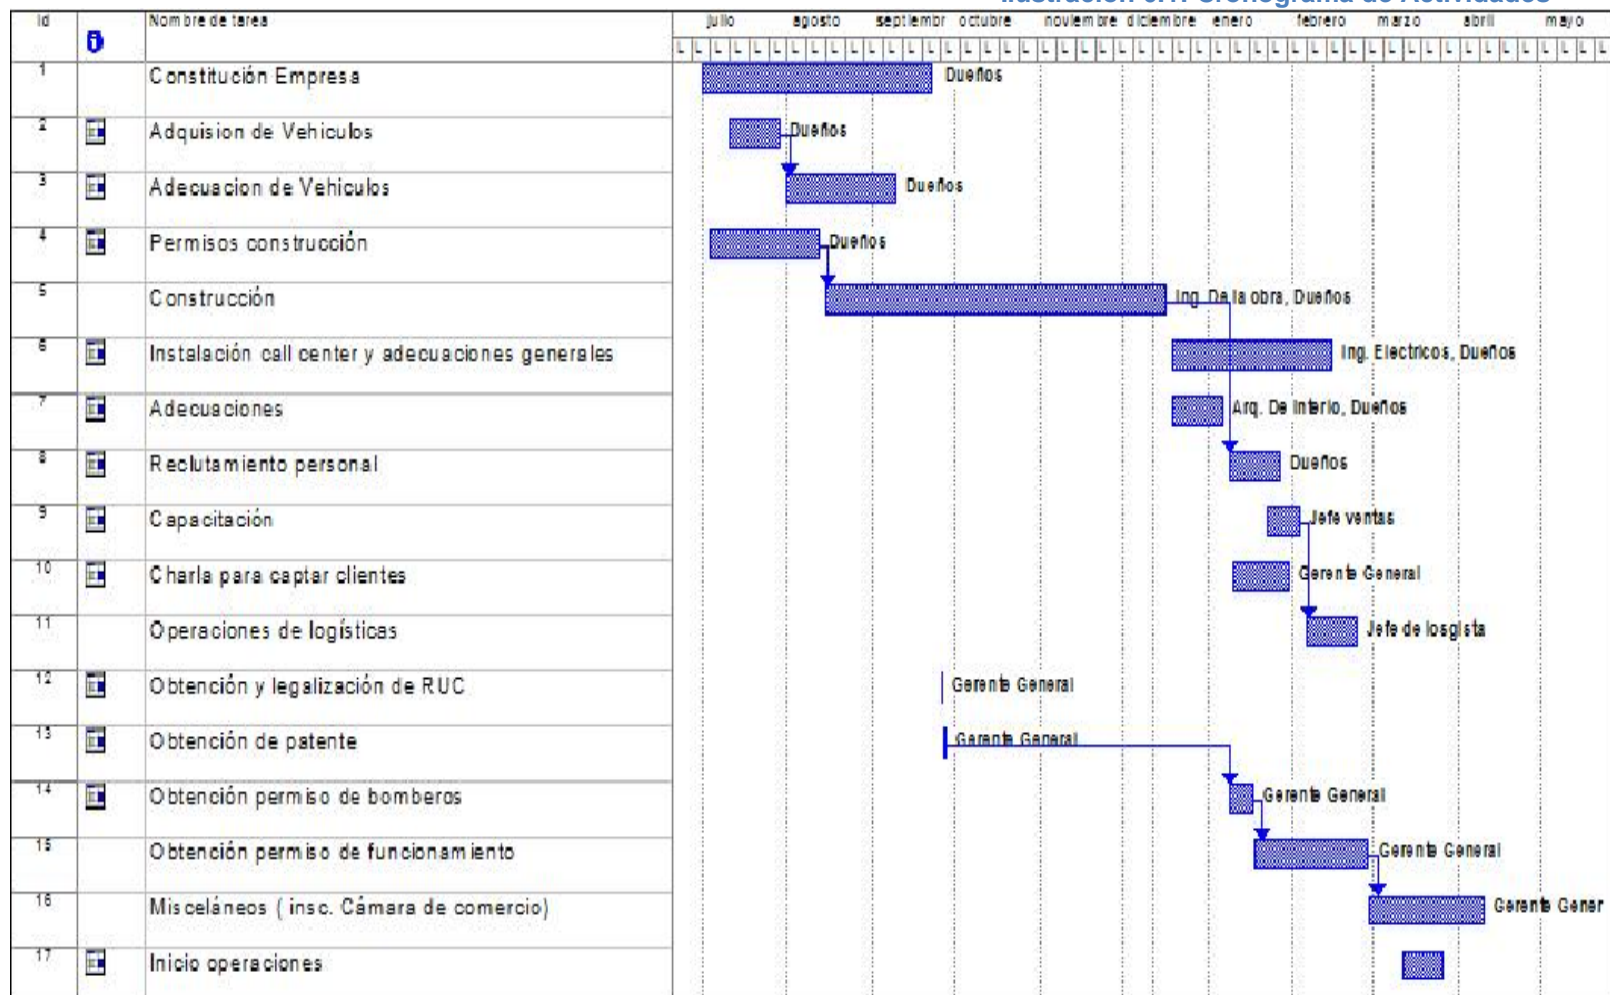 Ilustración 6.1. Cronograma de Actividades
Id Nombre de tarea julio agosto septiembr octubre noviembre diciembre enero febrero marzo abril mayo
L L L L L L L L L L L L L L L L L L L L L L L L L L L L L L L L L L L L L L L L L L L L L L L L
1 Constitución Empresa Dueños
2 Adquision de Vehiculos Dueños
3 Adecuacion de Vehiculos Dueños
4 Permisos construcción Dueños
5 Construcción Ing. De la obra, Dueños
6 Instalación call center y adecuaciones generales Ing. Electricos, Dueños
7 Adecuaciones Arq. De Interio, Dueños
8 Reclutamiento personal Dueños
9 Capacitación Jefe ventas
10 Charla para captar clientes Gerente General
11 Operaciones de logísticas Jefe de losgista
12 Obtención y legalización de RUC Gerente General
13 Obtención de patente Gerente General
14 Obtención permiso de bomberos Gerente General
15 Obtención permiso de funcionamiento Gerente General
16 Misceláneos ( insc. Cámara de comercio) Gerente Gener
17 Inicio operaciones